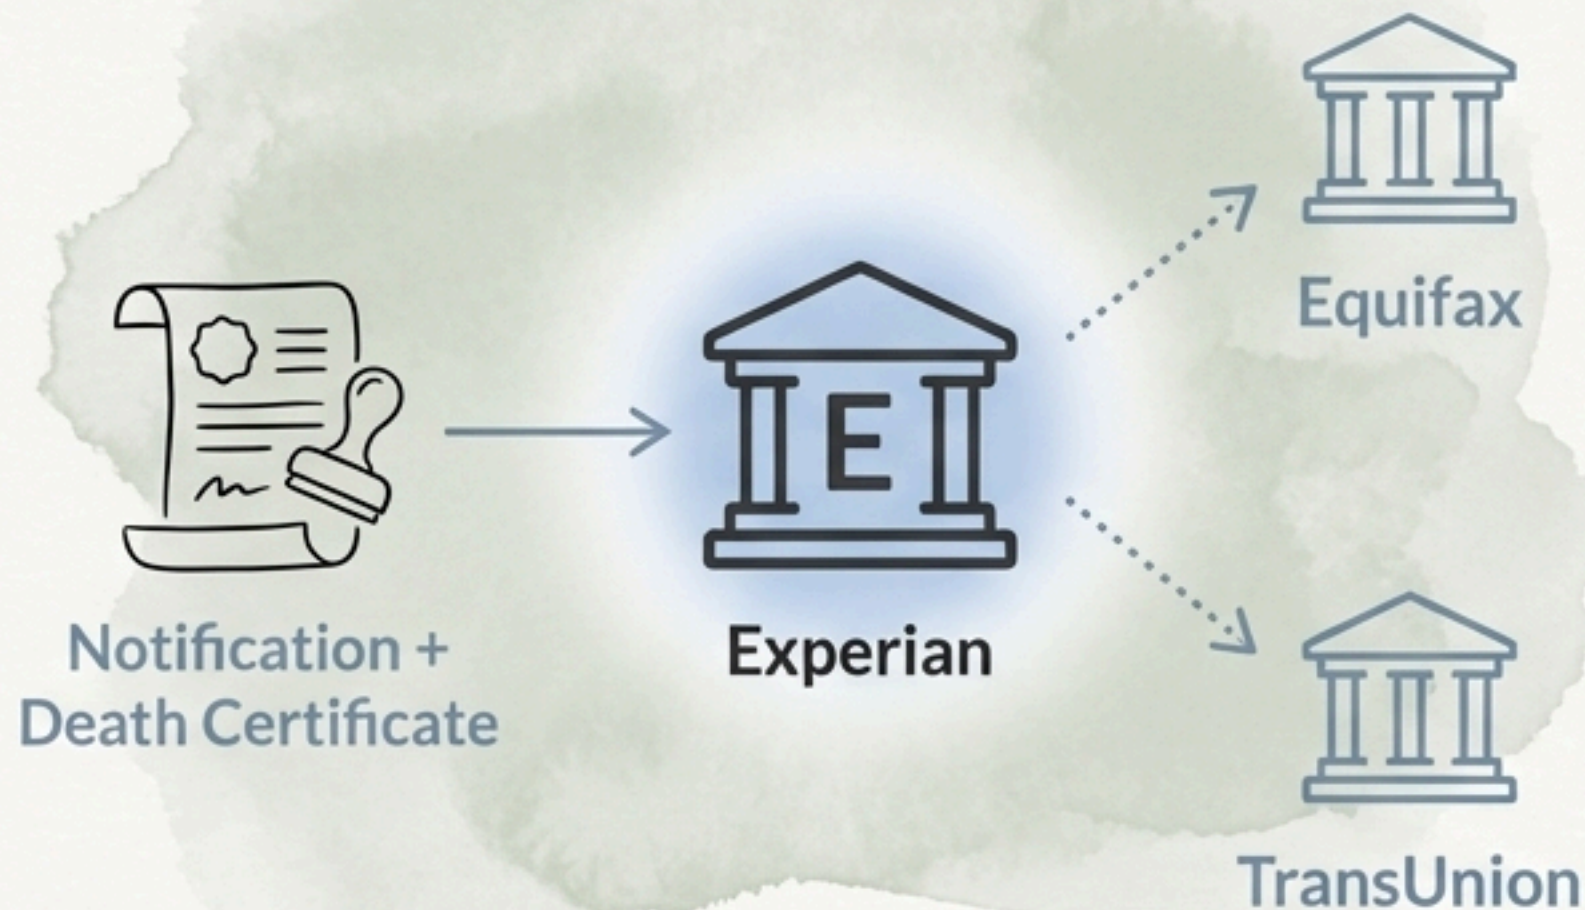 Equifax
E
Notification +
Death Certificate
Experian
TransUnion